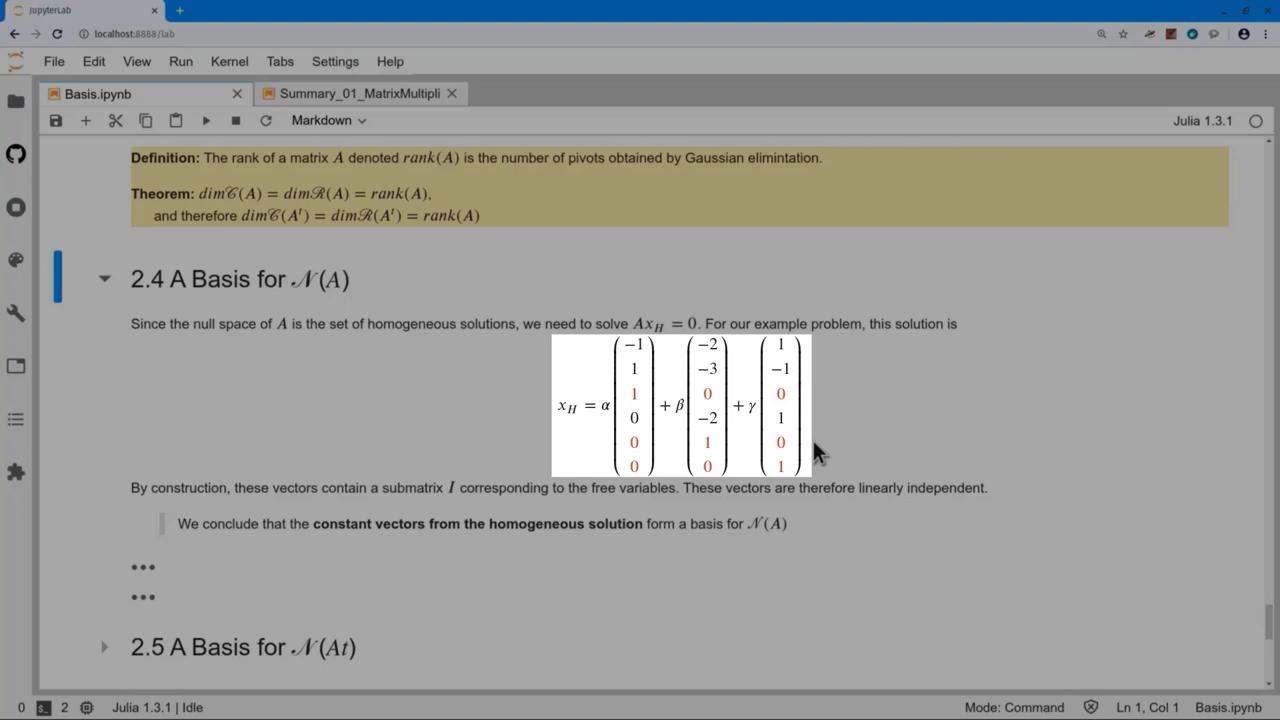 JupyterLab
localhost:8888/lab
File Edit View Run Kernel Tabs Settings Help
Basis.ipynb Summary_01_MatrixMultipli
Markdown Julia 1.3.1
Definition: The rank of a matrix A denoted rank(A) is the number of pivots obtained by Gaussian elimintation.
Theorem: dim𝒞(A) = dimℛ(A) = rank(A),
and therefore dim𝒞(Aᵗ) = dimℛ(Aᵗ) = rank(A)
2.4 A Basis for 𝒩(A)
Since the null space of A is the set of homogeneous solutions, we need to solve Ax_H = 0. For our example problem, this solution is
−1 −2 1
1 −3 −1
1 0 0
x_H = α + β + γ
0 −2 1
0 1 0
0 0 1
By construction, these vectors contain a submatrix I corresponding to the free variables. These vectors are therefore linearly independent.
We conclude that the constant vectors from the homogeneous solution form a basis for 𝒩(A)
•••
•••
2.5 A Basis for 𝒩(At)
0 2 Julia 1.3.1 | Idle Mode: Command Ln 1, Col 1 Basis.ipynb